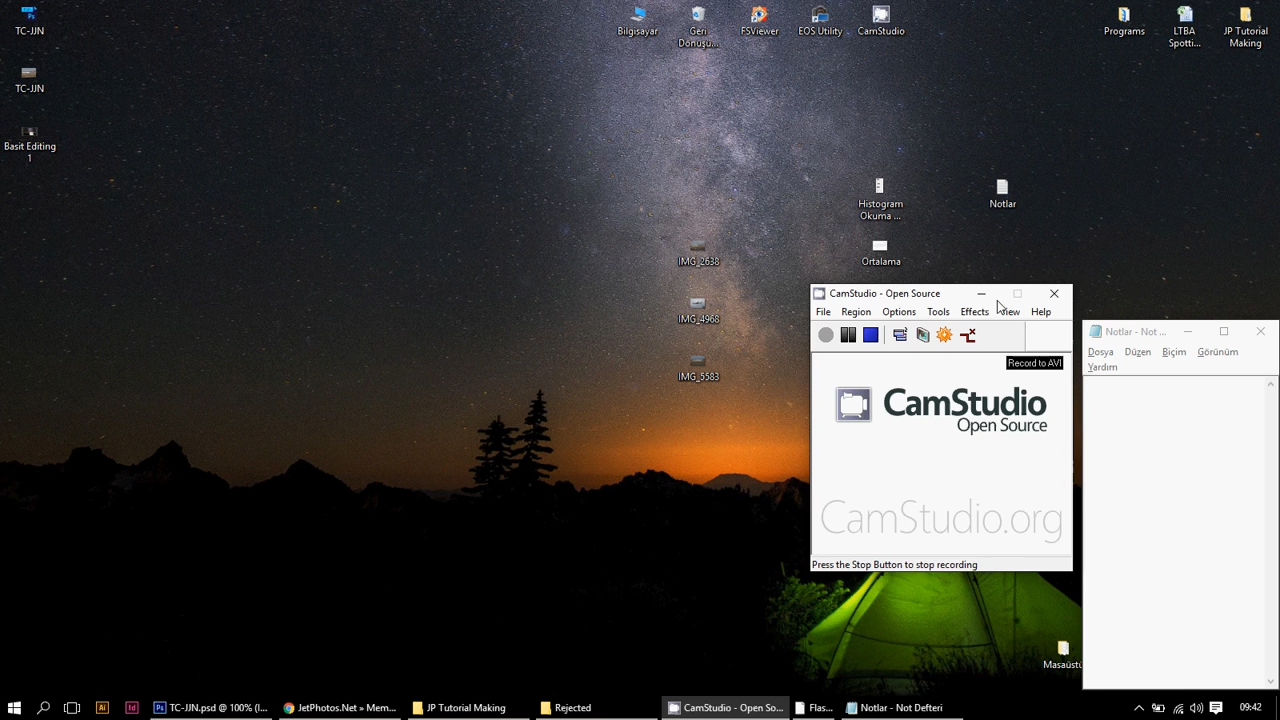 TC-JJN
TC-JJN
Basit Editing
1
Bilgisayar
Geri
Dönüşü...
FSViewer
EOS Utility
CamStudio
Programs
LTBA
Spotti...
JP Tutorial
Making
Histogram
Okuma ...
Notlar
IMG_2638
Ortalama
IMG_4968
IMG_5583
CamStudio - Open Source
File Region Options Tools Effects View Help
Record to AVI
CamStudio
Open Source
CamStudio.org
Press the Stop Button to stop recording
Notlar - Not ...
Dosya Düzen Biçim Görünüm
Yardım
Masaüstü
Ai
Id
Ps
TC-JJN.psd @ 100% (l...
JetPhotos.Net » Mem...
JP Tutorial Making
Rejected
CamStudio - Open So...
Flas...
Notlar - Not Defteri
09:42